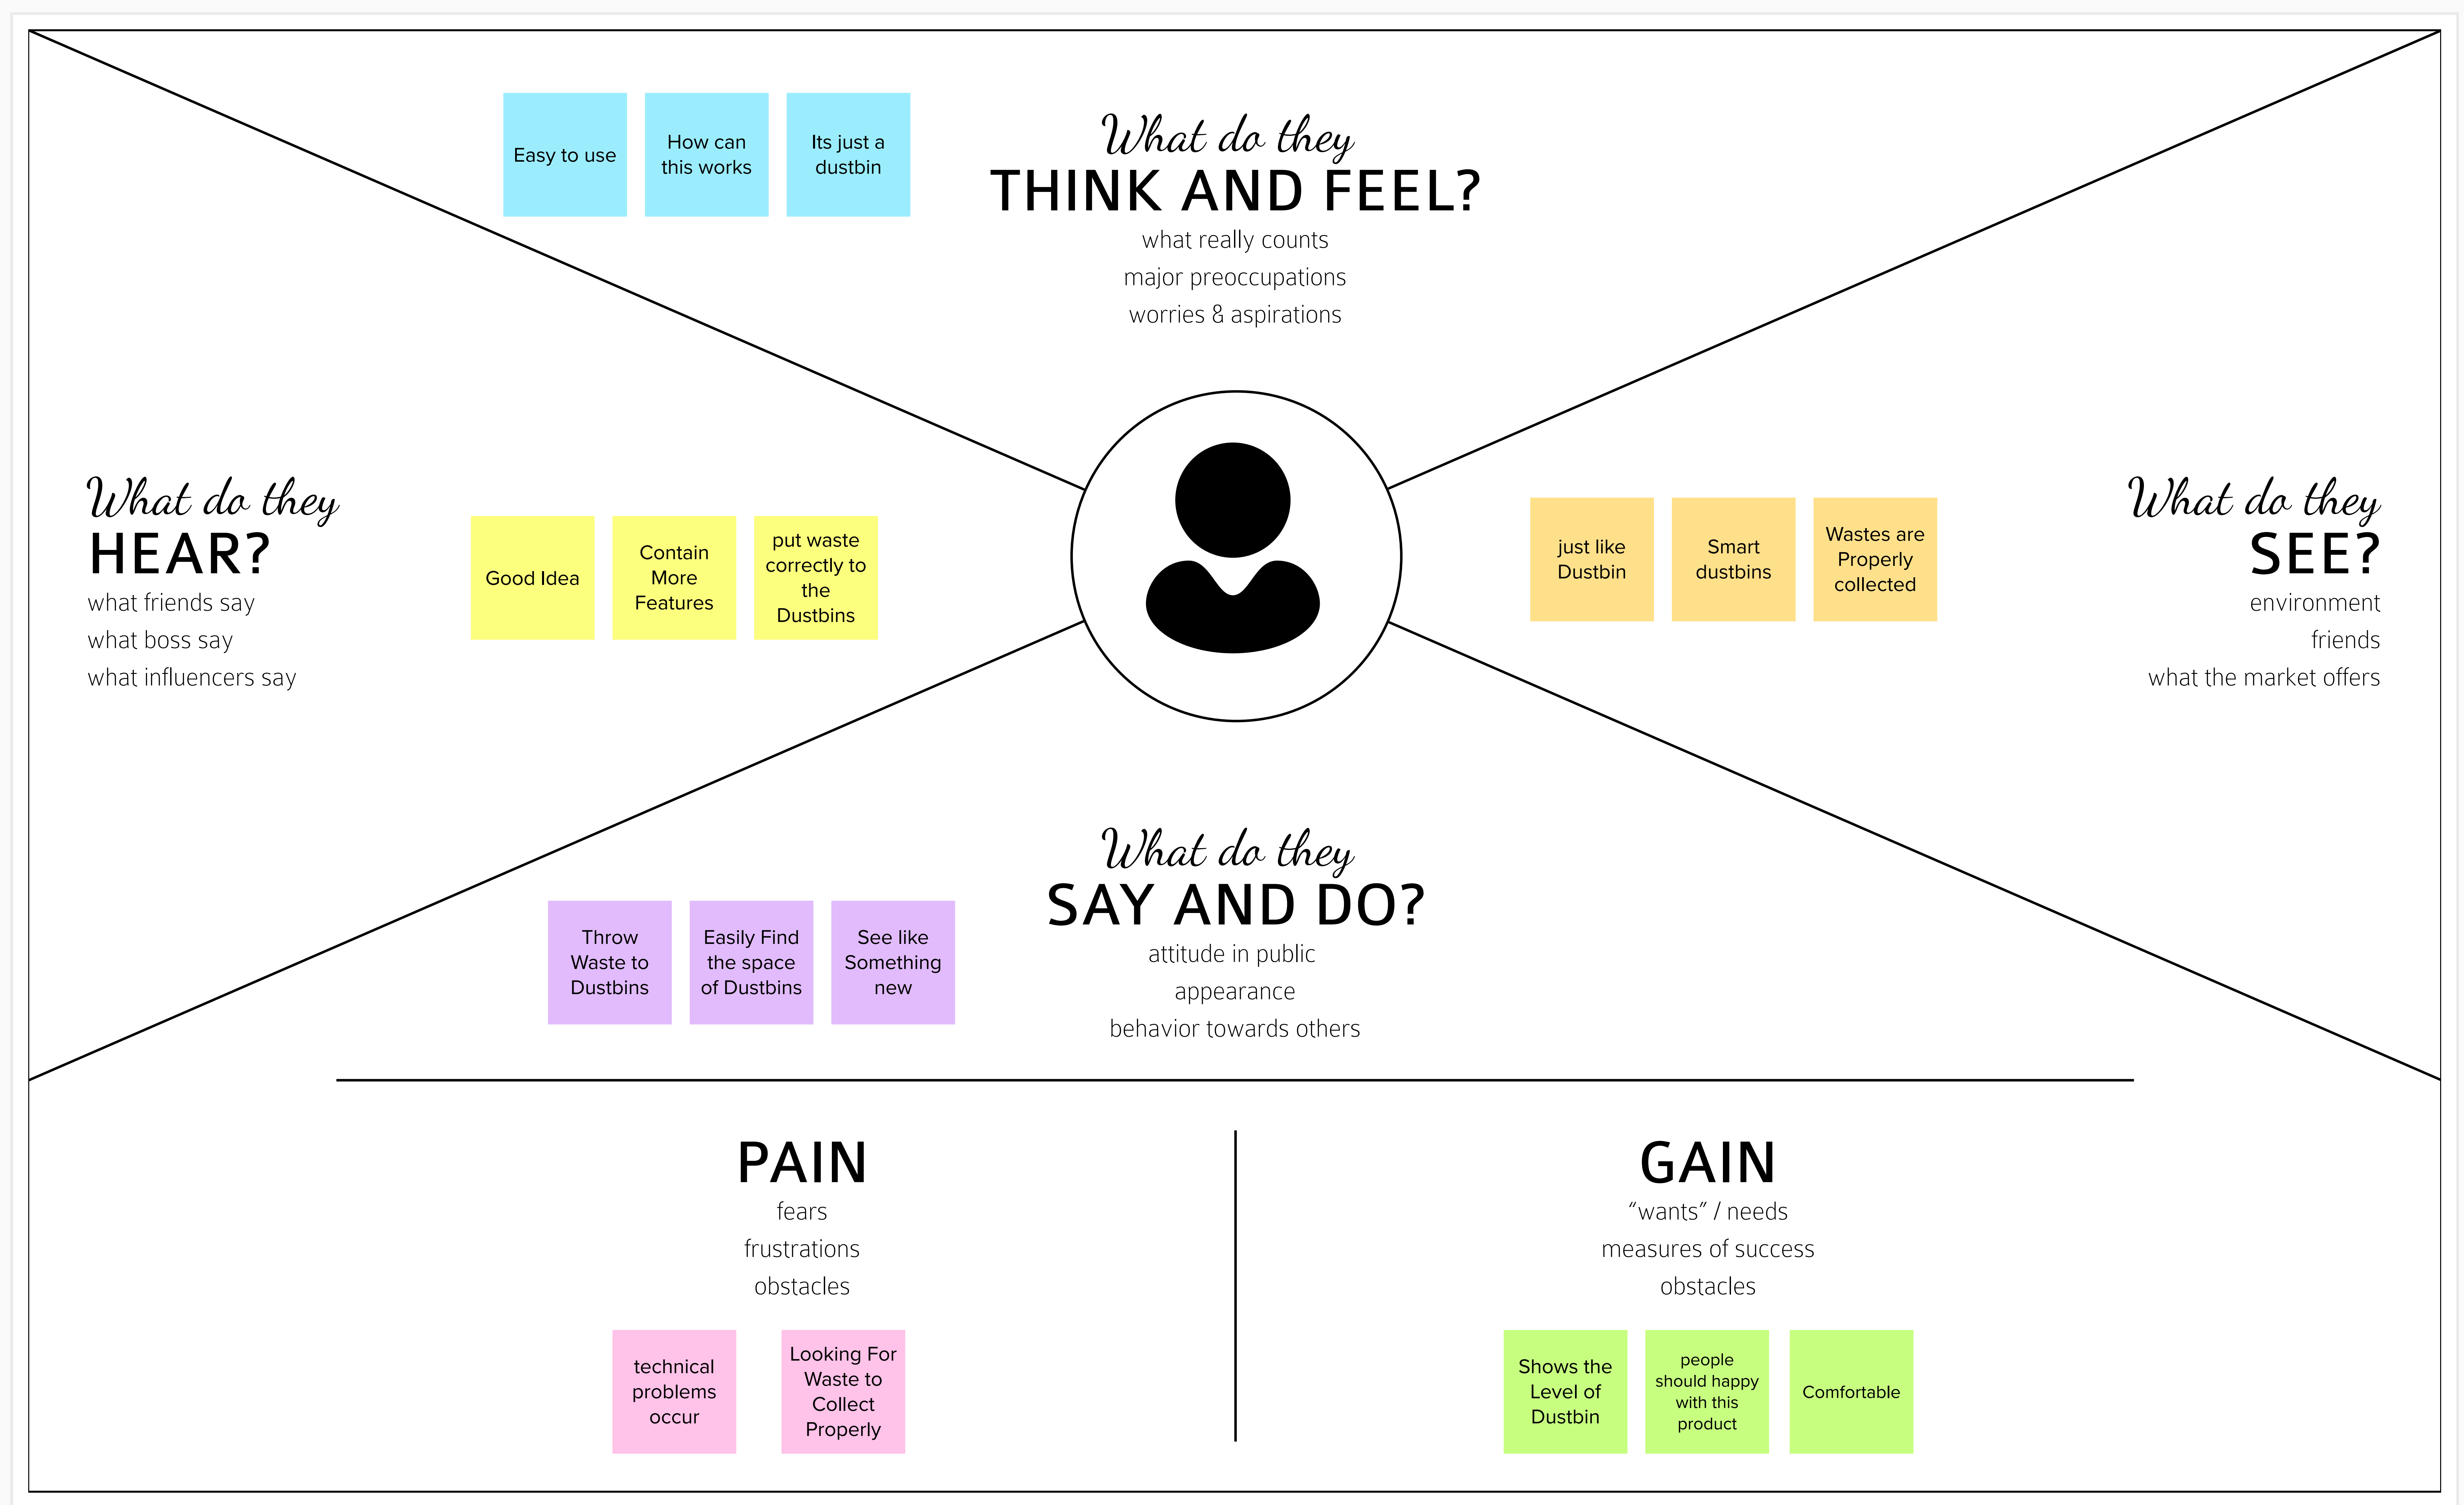 Easy to use
How can
this works
Its just a
dustbin
What do they
THINK AND FEEL?
what really counts
major preoccupations
worries & aspirations
What do they
HEAR?
what friends say
what boss say
what influencers say
Good Idea
Contain
More
Features
put waste
correctly to
the
Dustbins
just like
Dustbin
Smart
dustbins
Wastes are
Properly
collected
What do they
SEE?
environment
friends
what the market offers
What do they
SAY AND DO?
attitude in public
appearance
behavior towards others
Throw
Waste to
Dustbins
Easily Find
the space
of Dustbins
See like
Something
new
PAIN
fears
frustrations
obstacles
technical
problems
occur
Looking For
Waste to
Collect
Properly
GAIN
“wants” / needs
measures of success
obstacles
Shows the
Level of
Dustbin
people
should happy
with this
product
Comfortable